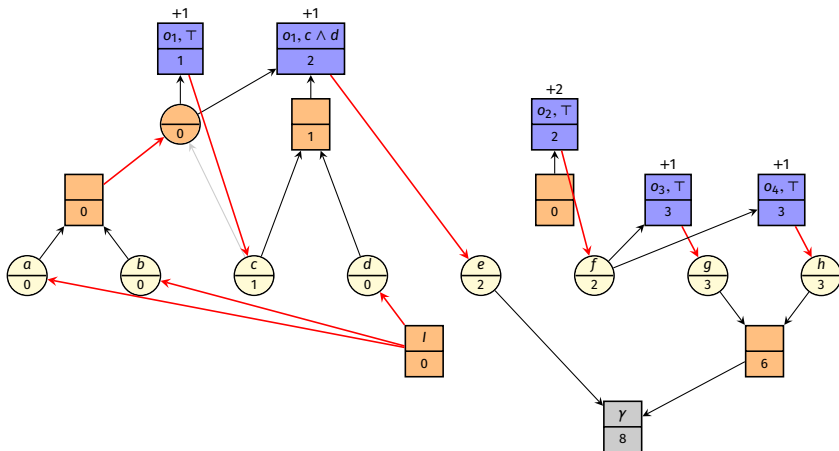 +1 +1
o₁, ⊤ o₁, c ∧ d
1 2
+2
o₂, ⊤
2
0 1
+1 +1
o₃, ⊤ o₄, ⊤
3 3
0 0
a b c d e f g h
0 0 1 0 2 2 3 3
I
0 6
γ
8